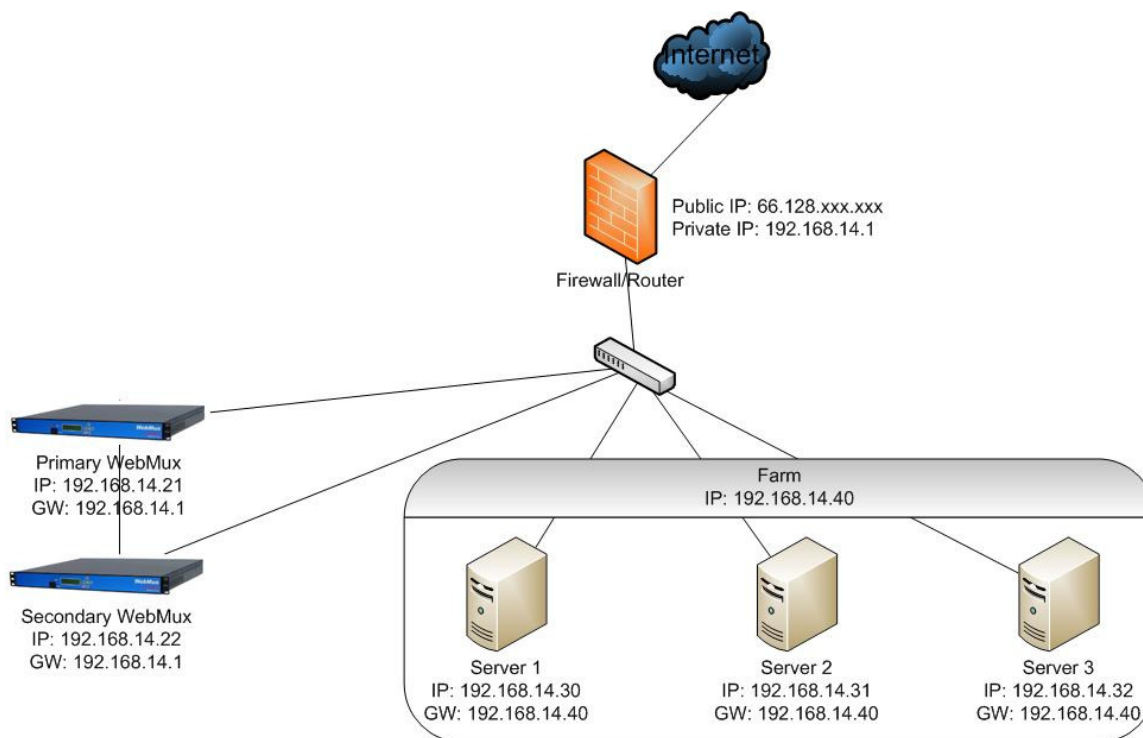 Internet
Public IP: 66.128.xxx.xxx
Private IP: 192.168.14.1
Firewall/Router
WebMux
Primary WebMux
IP: 192.168.14.21
GW: 192.168.14.1
WebMux
Secondary WebMux
IP: 192.168.14.22
GW: 192.168.14.1
Farm
IP: 192.168.14.40
Server 1
IP: 192.168.14.30
GW: 192.168.14.40
Server 2
IP: 192.168.14.31
GW: 192.168.14.40
Server 3
IP: 192.168.14.32
GW: 192.168.14.40